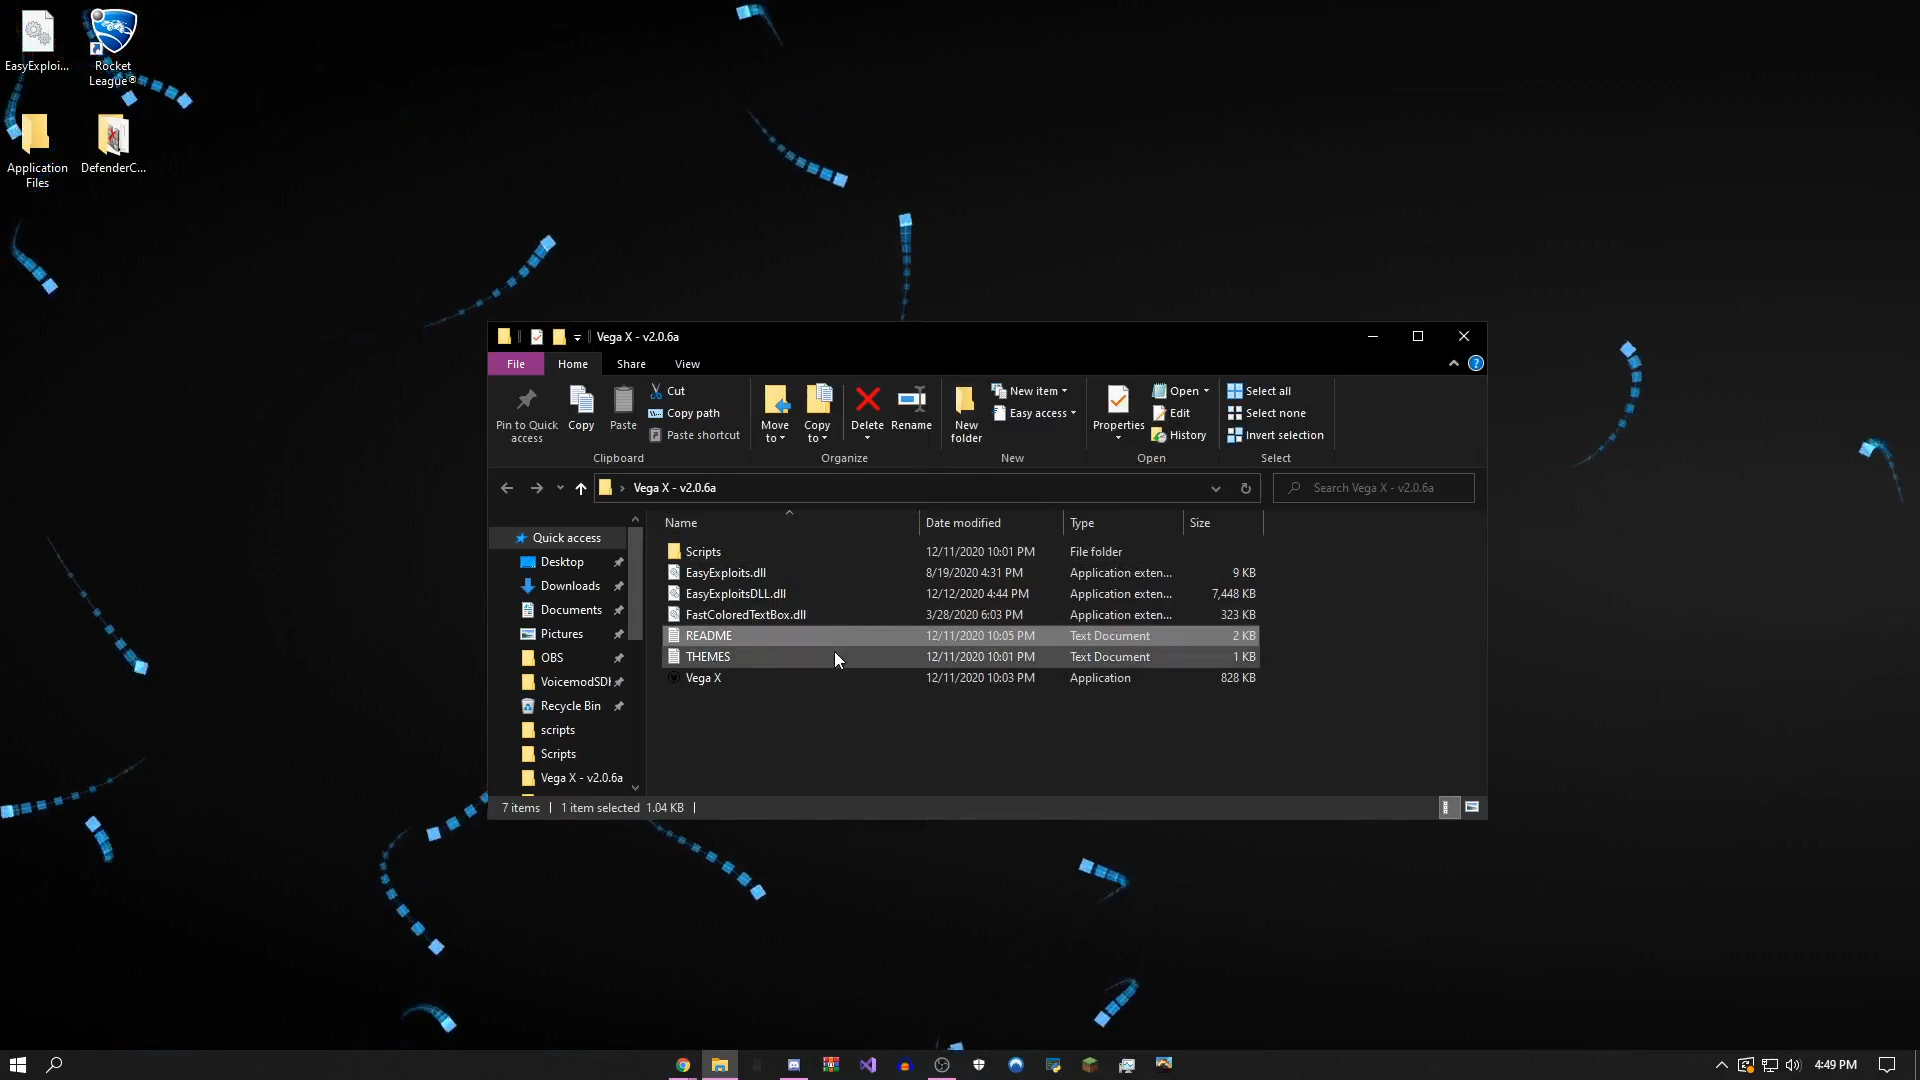 EasyExploi...
Rocket
League®
Application
Files
DefenderC...
Vega X - v2.0.6a
File
Home
Share
View
Pin to Quick
access
Copy
Paste
Cut
Copy path
Paste shortcut
Clipboard
Move
to
Copy
to
Delete
Rename
Organize
New
folder
New item
Easy access
New
Properties
Open
Edit
History
Open
Select all
Select none
Invert selection
Select
Vega X - v2.0.6a
Search Vega X - v2.0.6a
Quick access
Desktop
Downloads
Documents
Pictures
OBS
VoicemodSDK
Recycle Bin
scripts
Scripts
Vega X - v2.0.6a
Name Date modified Type Size
Scripts 12/11/2020 10:01 PM File folder
EasyExploits.dll 8/19/2020 4:31 PM Application exten... 9 KB
EasyExploitsDLL.dll 12/12/2020 4:44 PM Application exten... 7,448 KB
FastColoredTextBox.dll 3/28/2020 6:03 PM Application exten... 323 KB
README 12/11/2020 10:05 PM Text Document 2 KB
THEMES 12/11/2020 10:01 PM Text Document 1 KB
Vega X 12/11/2020 10:03 PM Application 828 KB
7 items 1 item selected 1.04 KB
4:49 PM